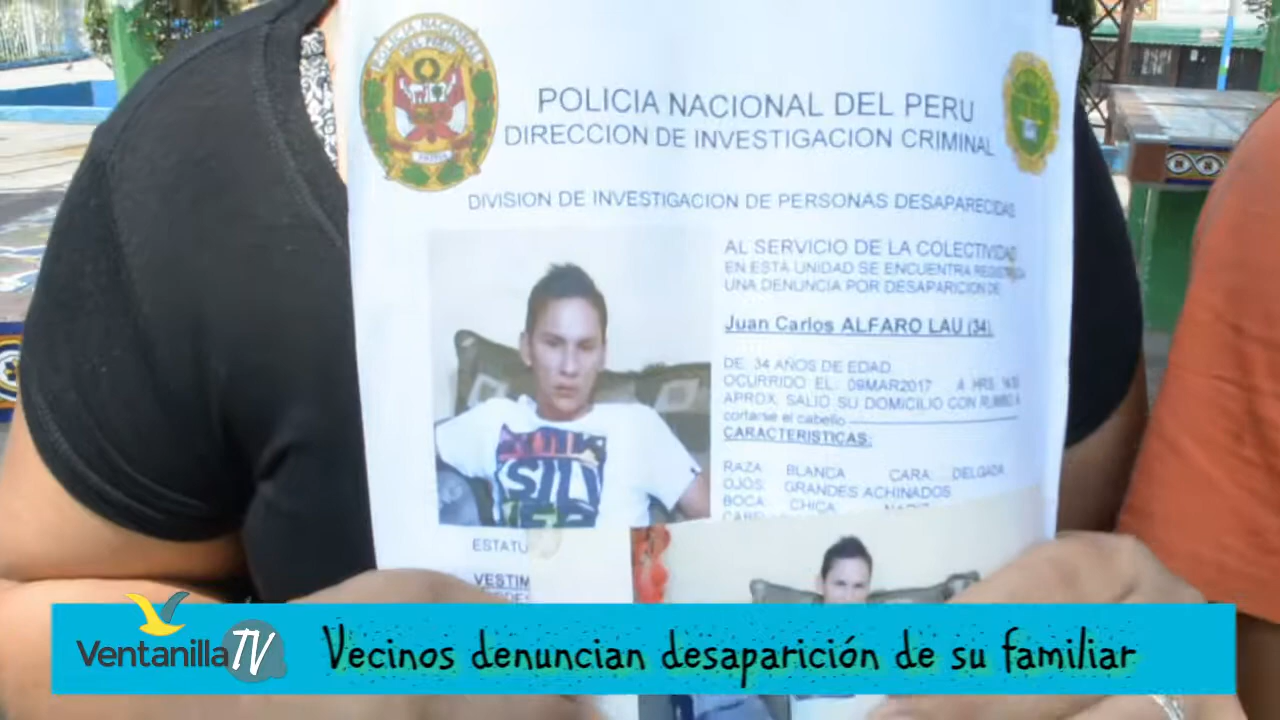 POLICIA NACIONAL DEL PERU
DIRECCION DE INVESTIGACION CRIMINAL
DIVISION DE INVESTIGACION DE PERSONAS DESAPARECIDAS
AL SERVICIO DE LA COLECTIVIDAD
EN ESTA UNIDAD SE ENCUENTRA
UNA DENUNCIA POR DESAPARICION DE
Juan Carlos ALFARO LAU (34)
DE 34 AÑOS DE EDAD
OCURRIDO EL 09MAR2017 A HRS
APROX. SALIO SU DOMICILIO CON RUMBO A
cortarse el cabello
CARACTERISTICAS:
RAZA: BLANCA CARA: DELGADA
OJOS: GRANDES ACHINADOS
BOCA: CHICA
ESTATU
VESTIM
VentanillaTV
Vecinos denuncian desaparición de su familiar